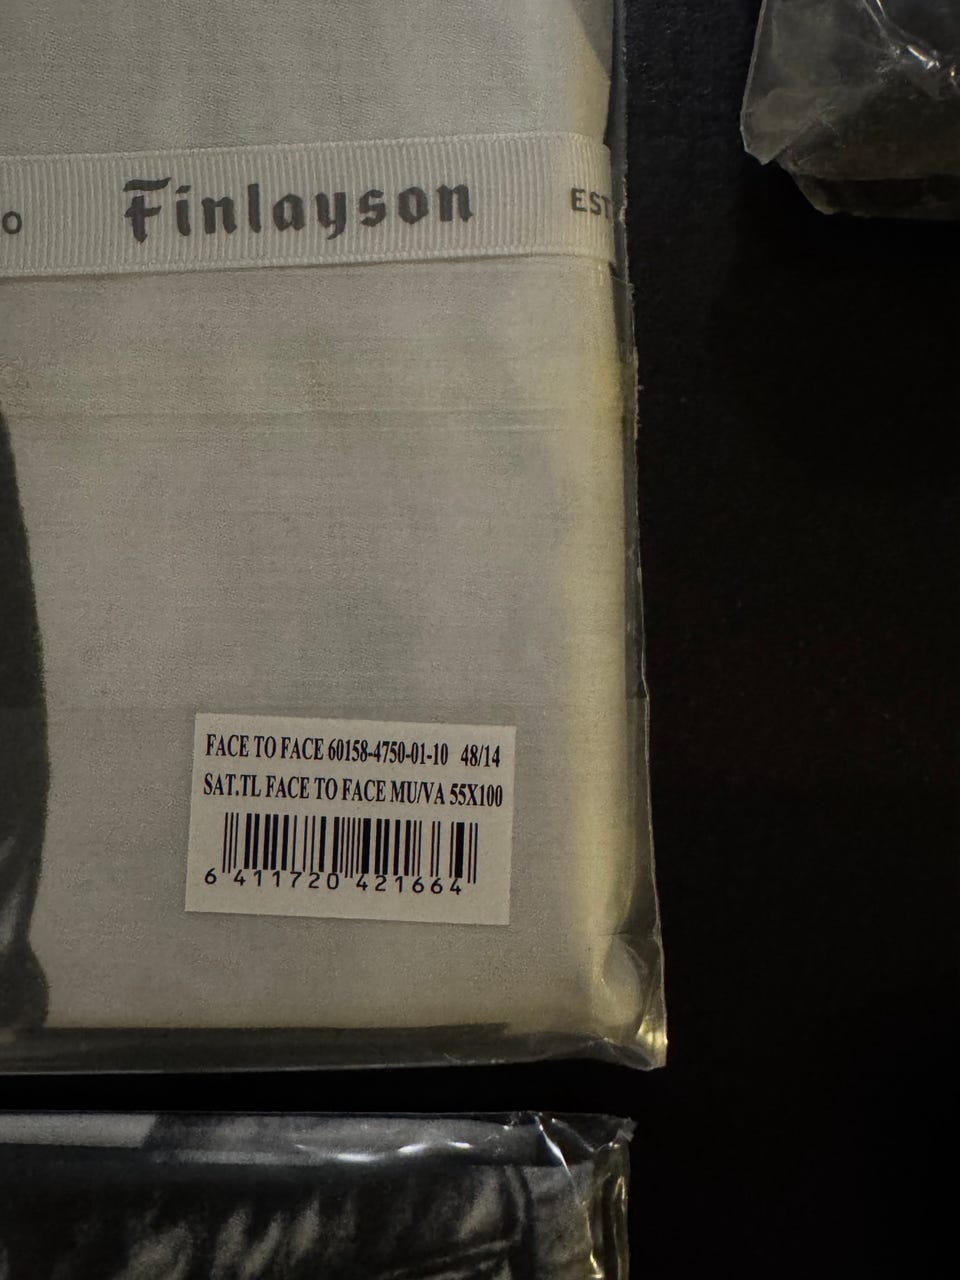 Finlayson
FACE TO FACE 60158-4750-01-10 48/14
SAT.TL FACE TO FACE MU/VA 55X100
6 411720 421664